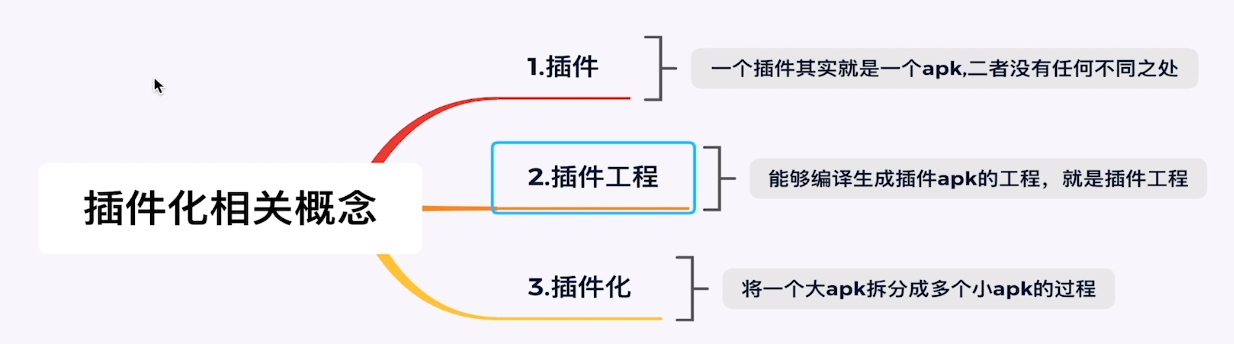 插件化相关概念
1.插件
一个插件其实就是一个apk,二者没有任何不同之处
2.插件工程
能够编译生成插件apk的工程，就是插件工程
3.插件化
将一个大apk拆分成多个小apk的过程